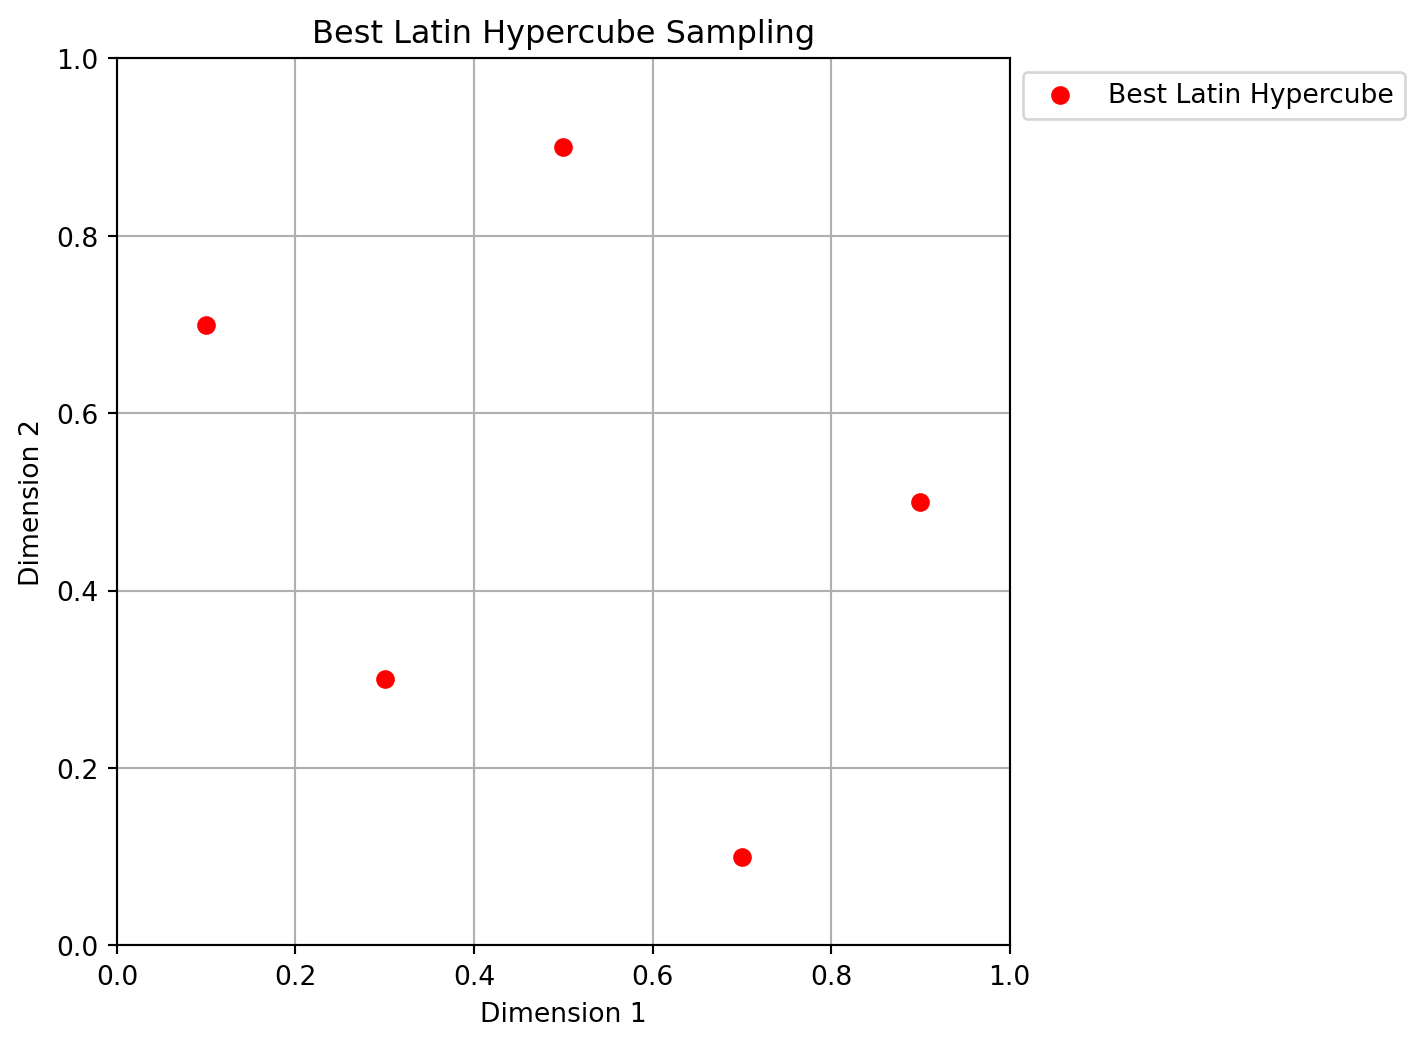 Best Latin Hypercube Sampling
Best Latin Hypercube
1.0
0.8
0.6
0.4
0.2
0.0
Dimension 2
0.0 0.2 0.4 0.6 0.8 1.0
Dimension 1